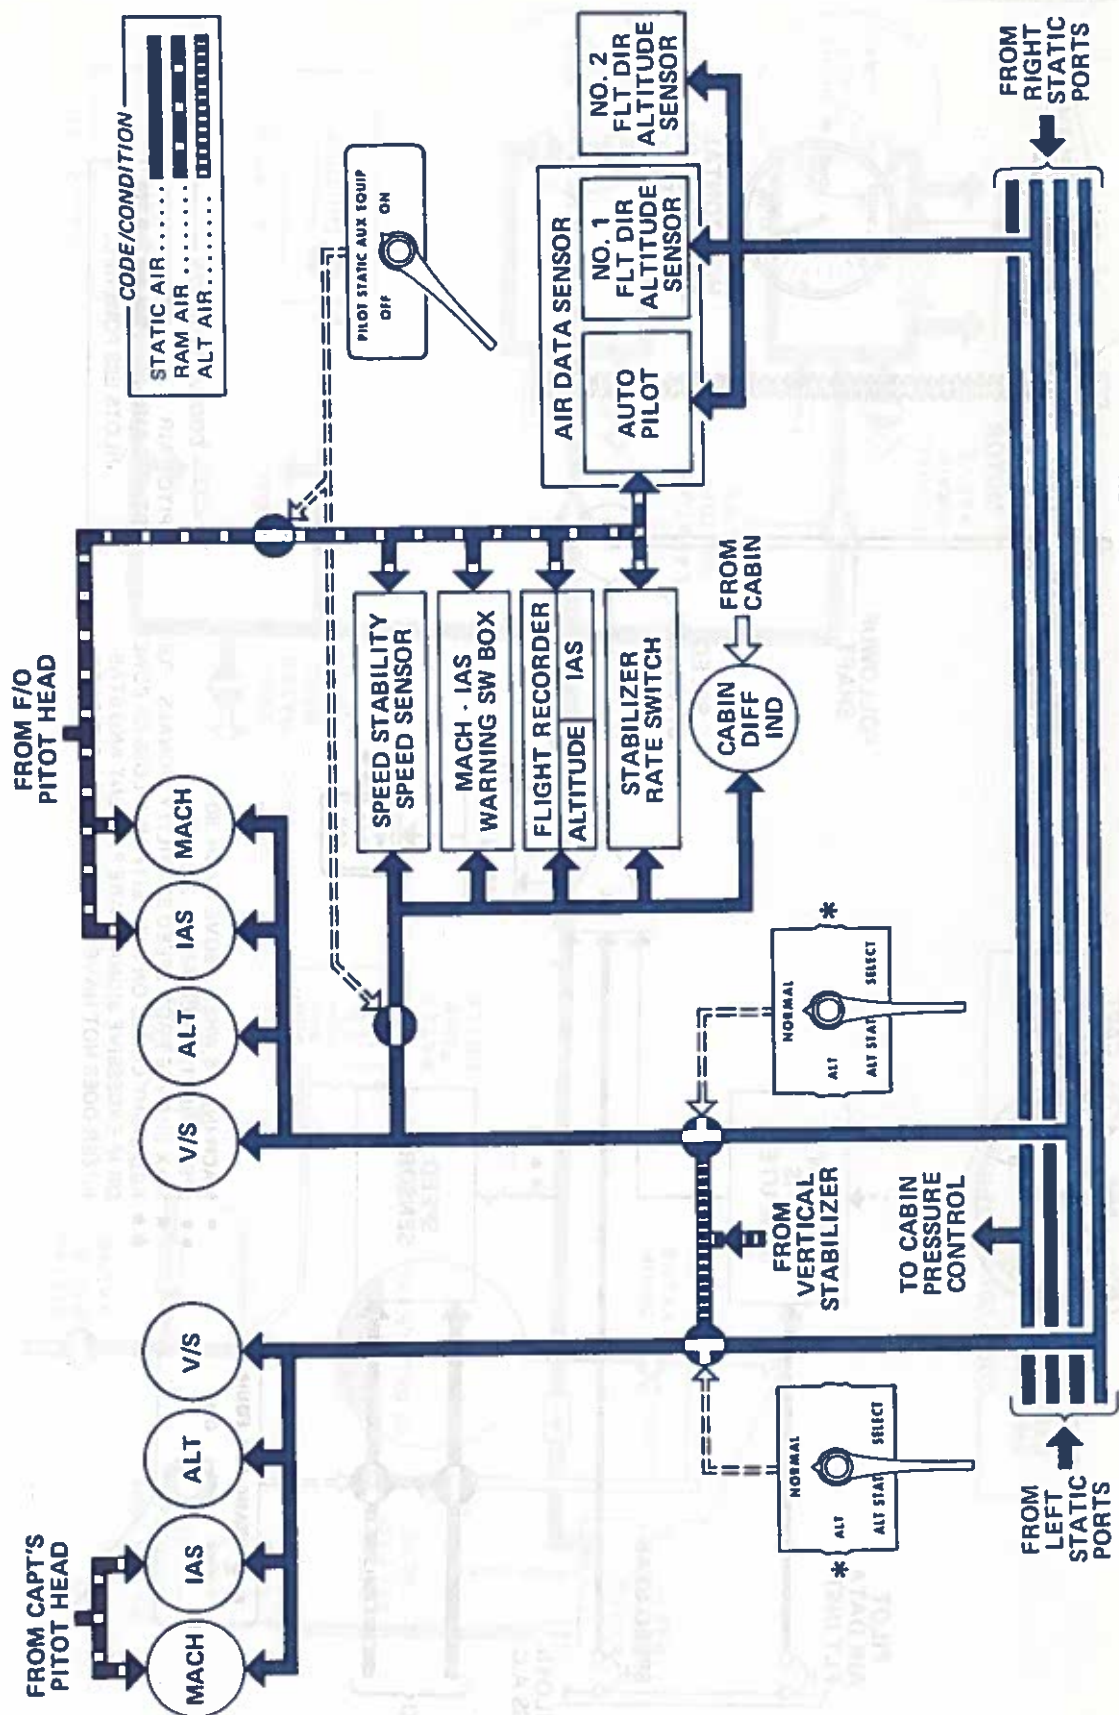 FROM CAPT'S
PITOT HEAD
MACH
IAS
ALT
V/S
FROM F/O
PITOT HEAD
V/S
ALT
IAS
MACH
CODE/CONDITION
STATIC AIR......
RAM AIR.......
ALT AIR........
PILOT STATIC AUX EQUIP
OFF
ON
SPEED STABILITY
SPEED SENSOR
MACH - IAS
WARNING SW BOX
FLIGHT RECORDER
ALTITUDE
IAS
STABILIZER
RATE SWITCH
CABIN
DIFF
IND
FROM
CABIN
AIR DATA SENSOR
AUTO
PILOT
NO. 1
FLT DIR
ALTITUDE
SENSOR
NO. 2
FLT DIR
ALTITUDE
SENSOR
*
NORMAL
ALT
ALT STAT
SELECT
FROM
VERTICAL
STABILIZER
*
NORMAL
ALT
ALT STAT
SELECT
TO CABIN
PRESSURE
CONTROL
FROM
LEFT
STATIC
PORTS
FROM
RIGHT
STATIC
PORTS